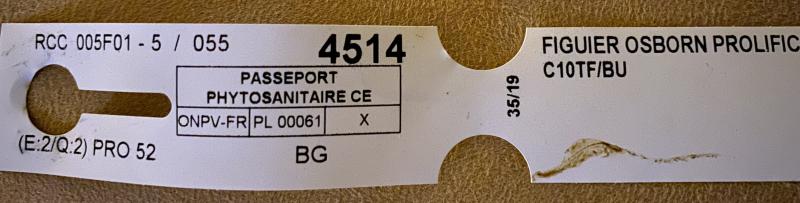 RCC 005F01 - 5 / 055
4514
PASSEPORT
PHYTOSANITAIRE CE
ONPV-FR PL 00061 X
(E:2/Q:2) PRO 52
BG
35/19
FIGUIER OSBORN PROLIFIC
C10TF/BU